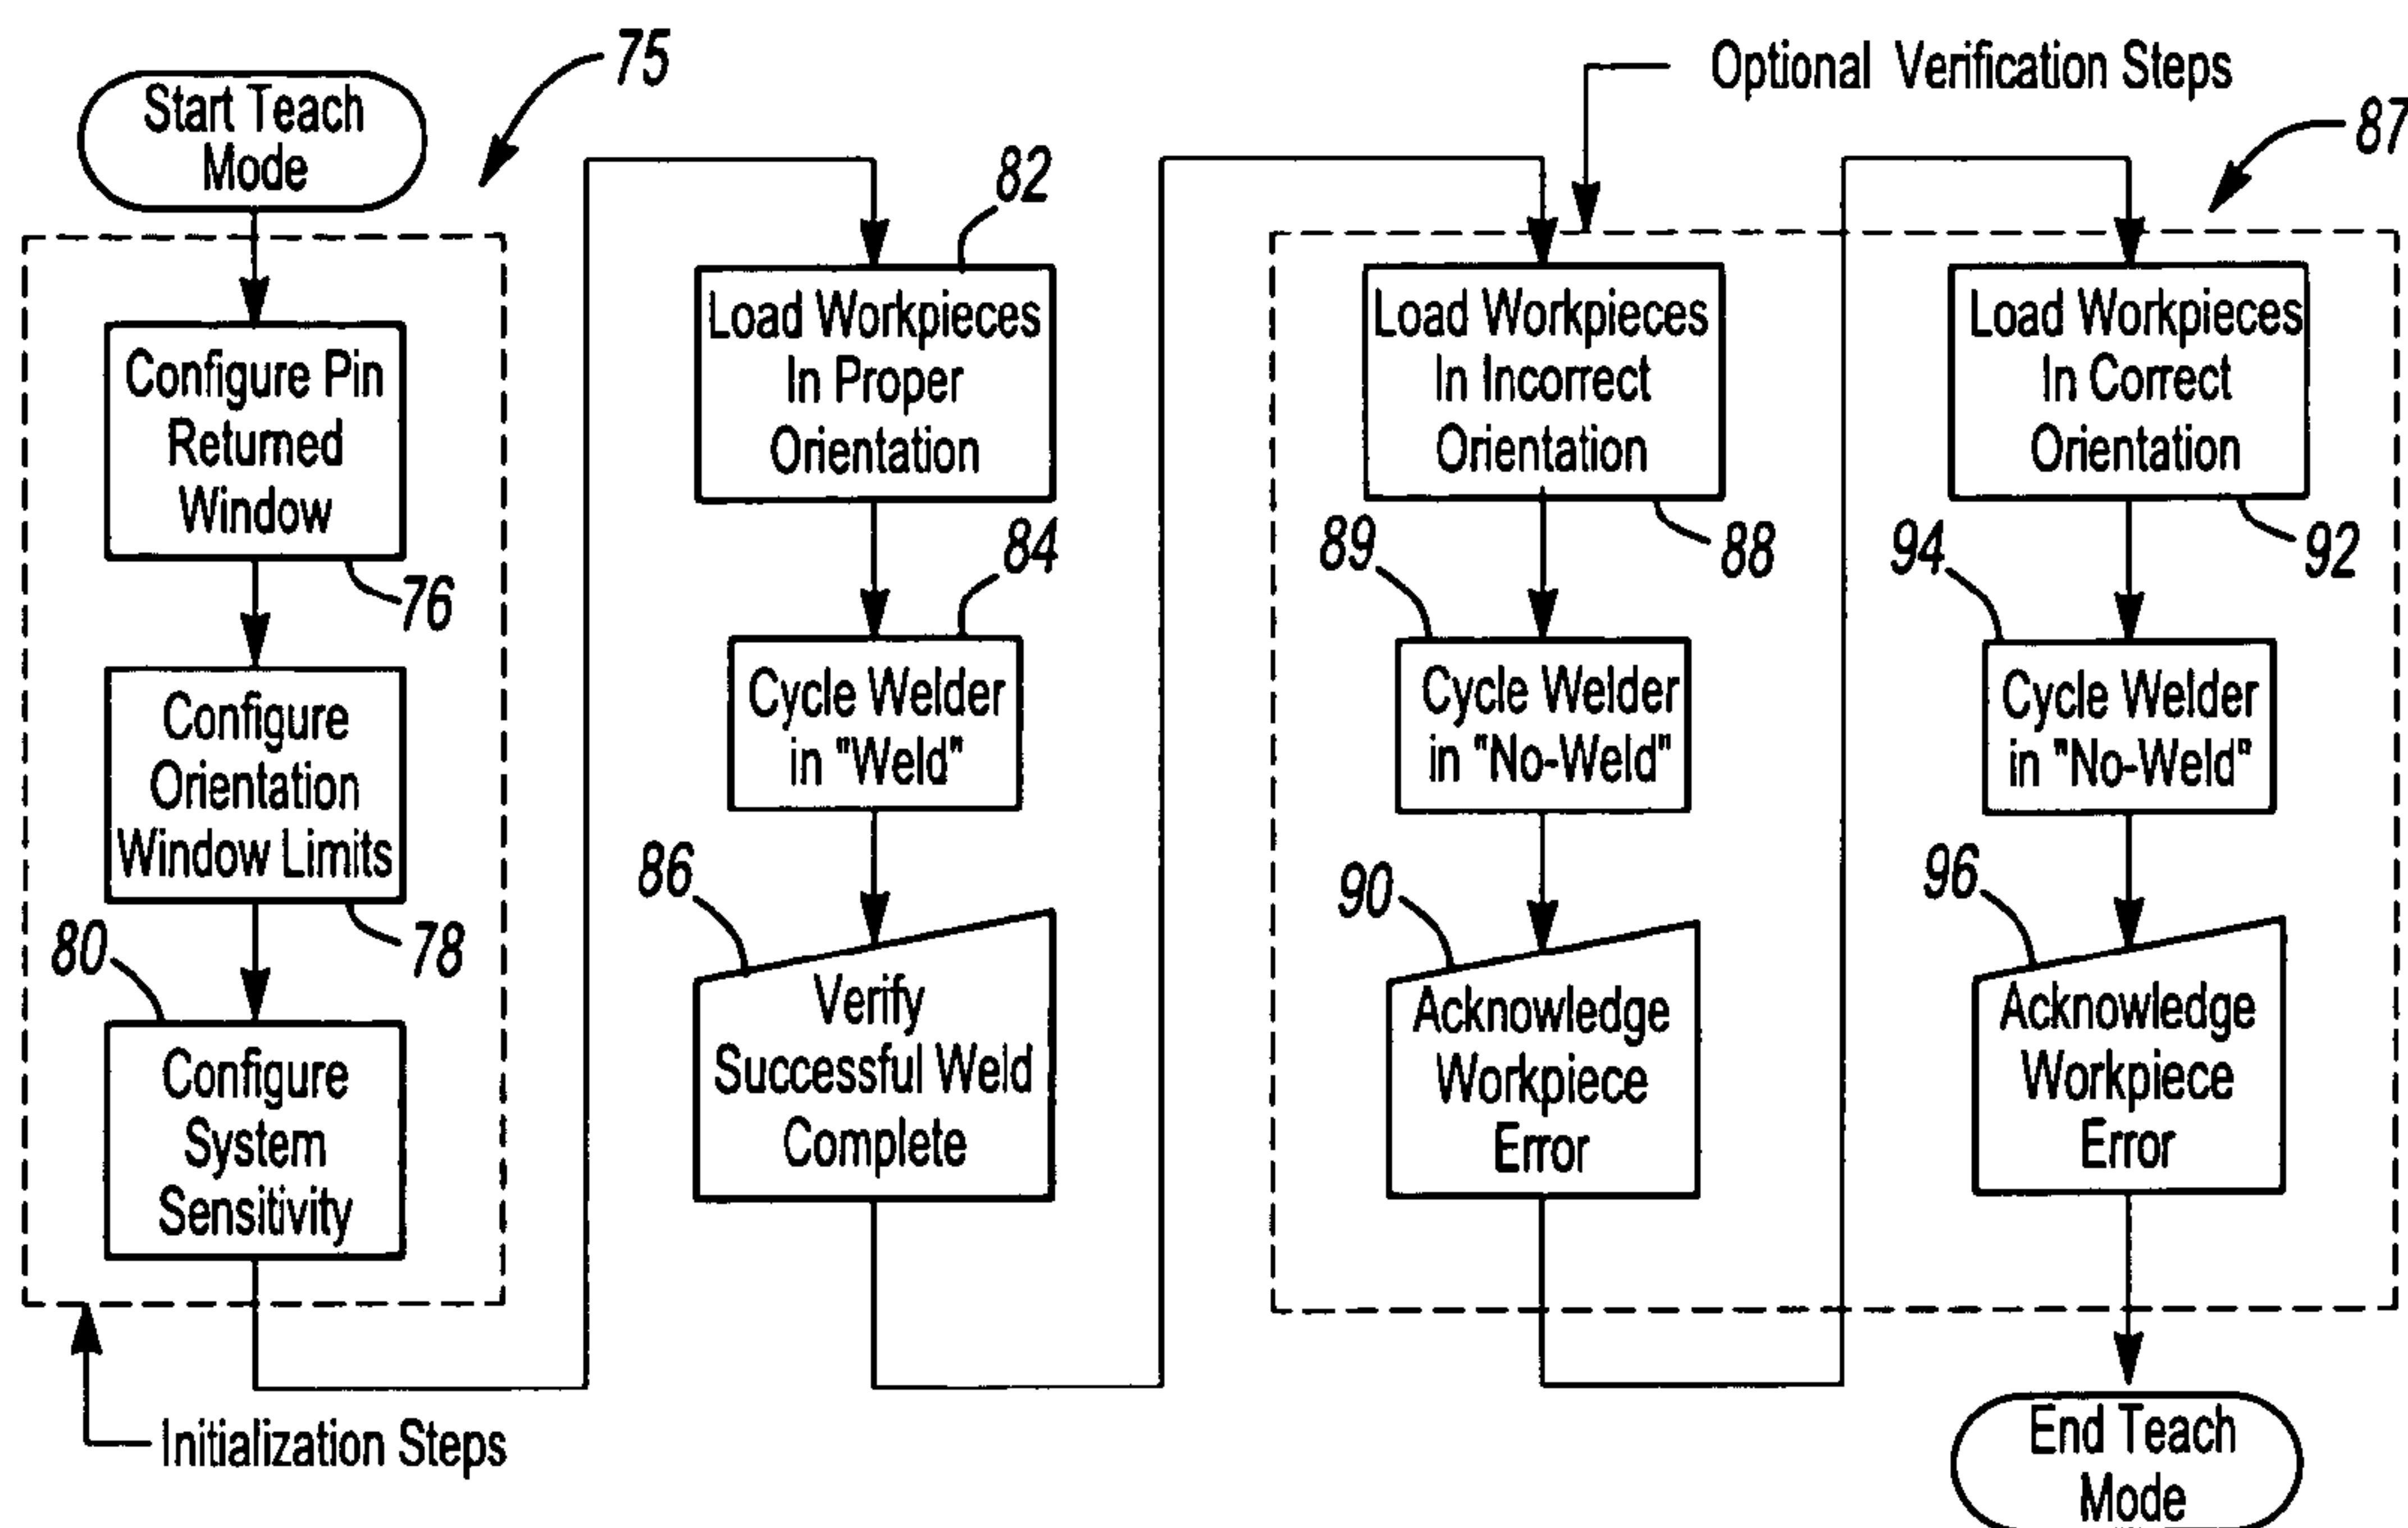 Start Teach
Mode
75
Configure Pin
Returned
Window
76
Configure
Orientation
Window Limits
78
80
Configure
System
Sensitivity
Initialization Steps
82
Load Workpieces
In Proper
Orientation
84
Cycle Welder
in "Weld"
86
Verify
Successful Weld
Complete
Optional Verification Steps
87
Load Workpieces
In Incorrect
Orientation
88
89
Cycle Welder
in "No-Weld"
90
Acknowledge
Workpiece
Error
Load Workpieces
In Correct
Orientation
92
94
Cycle Welder
in "No-Weld"
96
Acknowledge
Workpiece
Error
End Teach
Mode